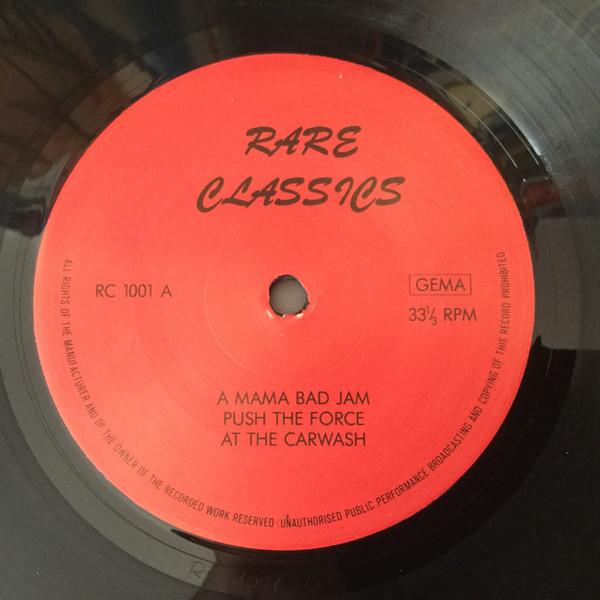 RARE
CLASSICS
RC 1001 A
GEMA
33⅓ RPM
A MAMA BAD JAM
PUSH THE FORCE
AT THE CARWASH
ALL RIGHTS OF THE MANUFACTURER AND OF THE OWNER OF THE RECORDED WORK RESERVED · UNAUTHORISED PUBLIC PERFORMANCE BROADCASTING AND COPYING OF THIS RECORD PROHIBITED